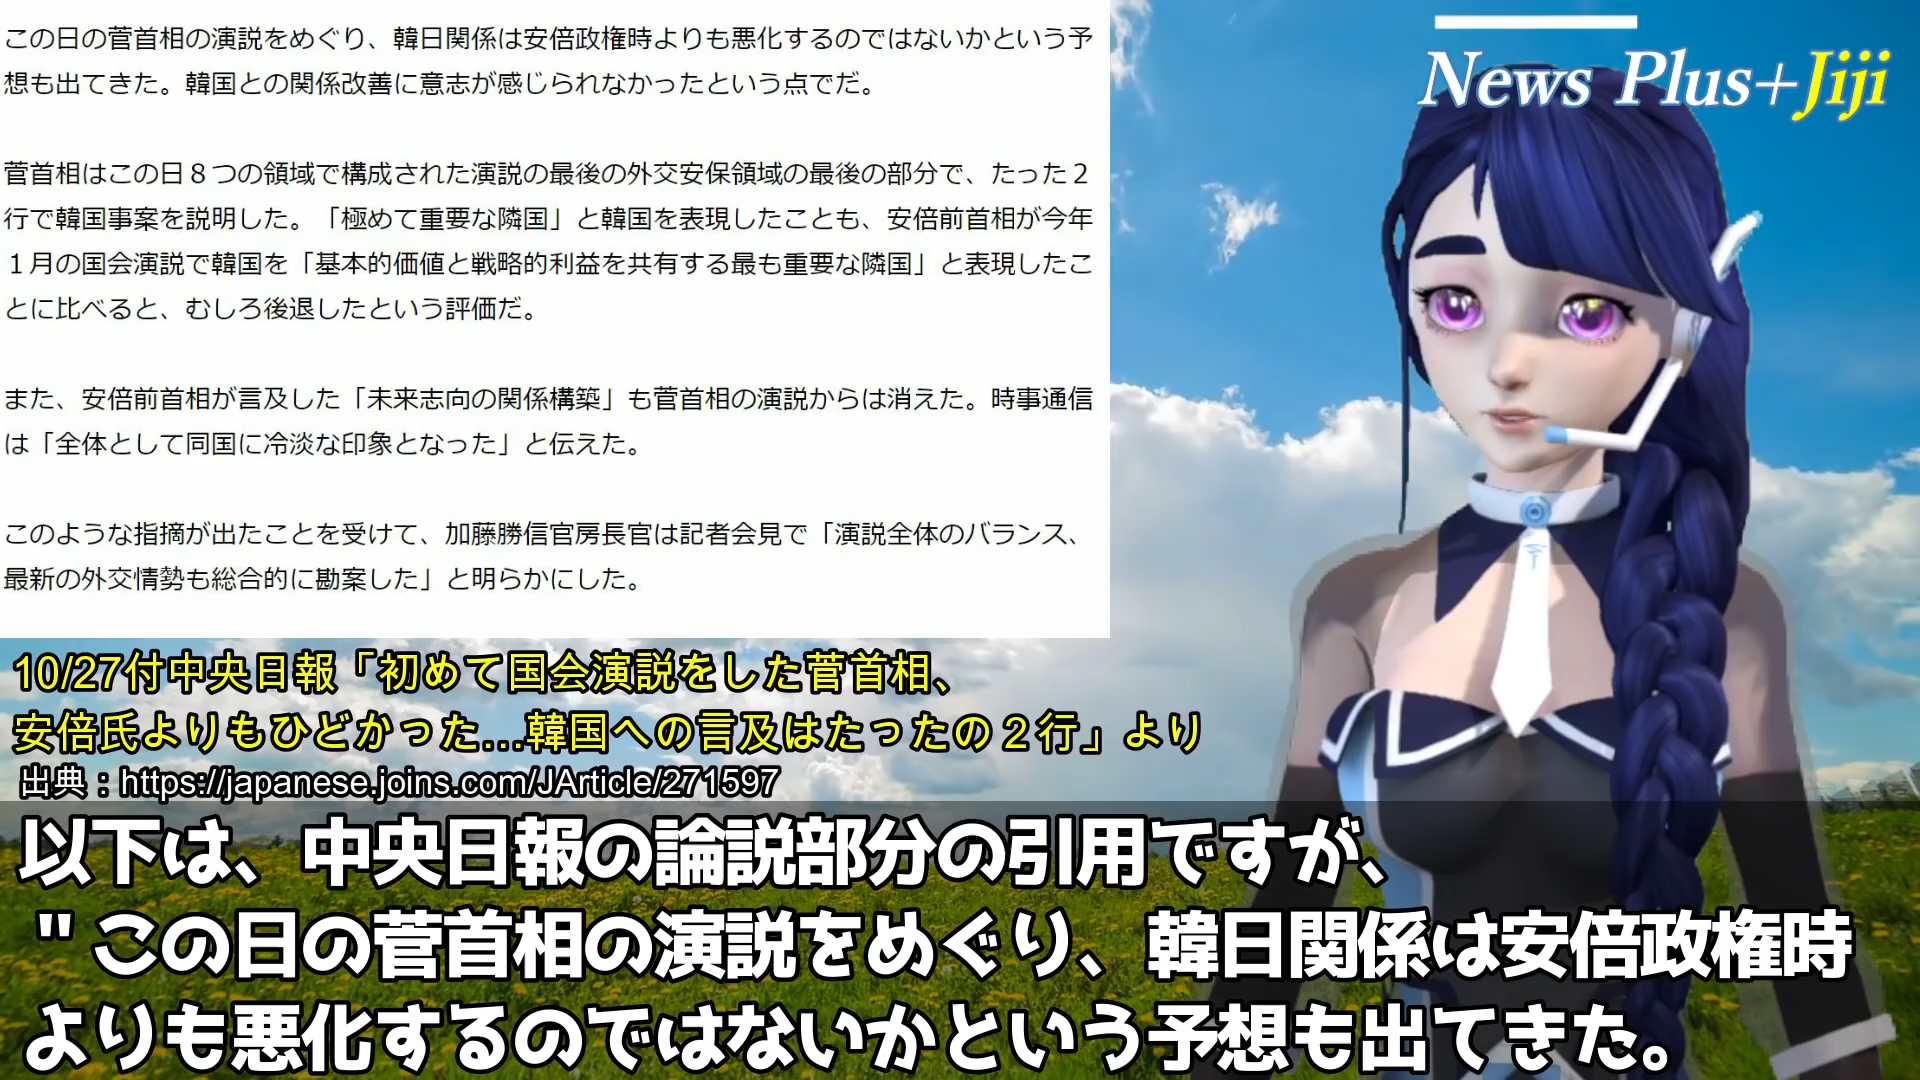 この日の菅首相の演説をめぐり、韓日関係は安倍政権時よりも悪化するのではないかという予
想も出てきた。韓国との関係改善に意志が感じられなかったという点でだ。
菅首相はこの日８つの領域で構成された演説の最後の外交安保領域の最後の部分で、たった２
行で韓国事案を説明した。「極めて重要な隣国」と韓国を表現したことも、安倍前首相が今年
１月の国会演説で韓国を「基本的価値と戦略的利益を共有する最も重要な隣国」と表現したこ
とに比べると、むしろ後退したという評価だ。
また、安倍前首相が言及した「未来志向の関係構築」も菅首相の演説からは消えた。時事通信
は「全体として同国に冷淡な印象となった」と伝えた。
このような指摘が出たことを受けて、加藤勝信官房長官は記者会見で「演説全体のバランス、
最新の外交情勢も総合的に勘案した」と明らかにした。
News Plus+Jiji
10/27付中央日報「初めて国会演説をした菅首相、
安倍氏よりもひどかった…韓国への言及はたったの２行」より
出典：https://japanese.joins.com/JArticle/271597
以下は、中央日報の論説部分の引用ですが、
＂この日の菅首相の演説をめぐり、韓日関係は安倍政権時
よりも悪化するのではないかという予想も出てきた。